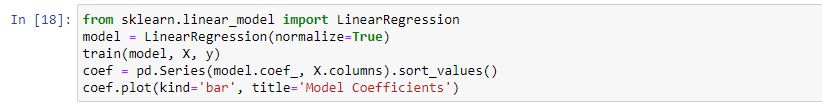 In [18]: from sklearn.linear_model import LinearRegression
model = LinearRegression(normalize=True)
train(model, X, y)
coef = pd.Series(model.coef_, X.columns).sort_values()
coef.plot(kind='bar', title='Model Coefficients')